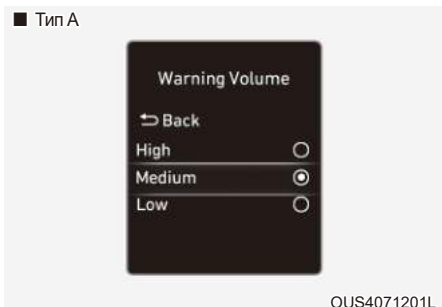 ■ Тип A
Warning Volume
Back
High
Medium
Low
OUS4071201L